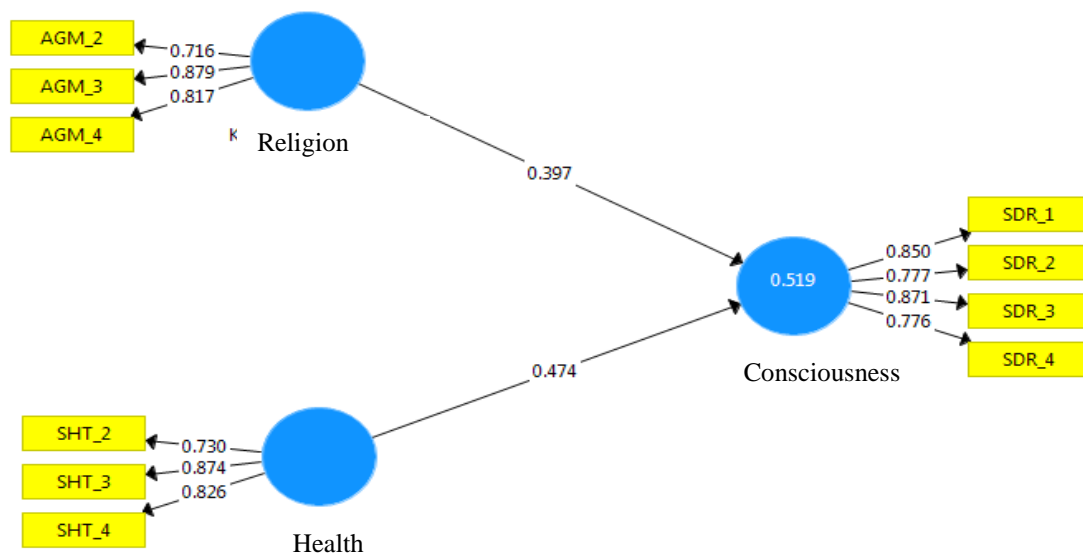 AGM_2
AGM_3
AGM_4
0.716
0.879
0.817
K Religion
0.397
SDR_1
SDR_2
SDR_3
SDR_4
0.850
0.777
0.871
0.776
0.519
Consciousness
0.474
SHT_2
SHT_3
SHT_4
0.730
0.874
0.826
Health